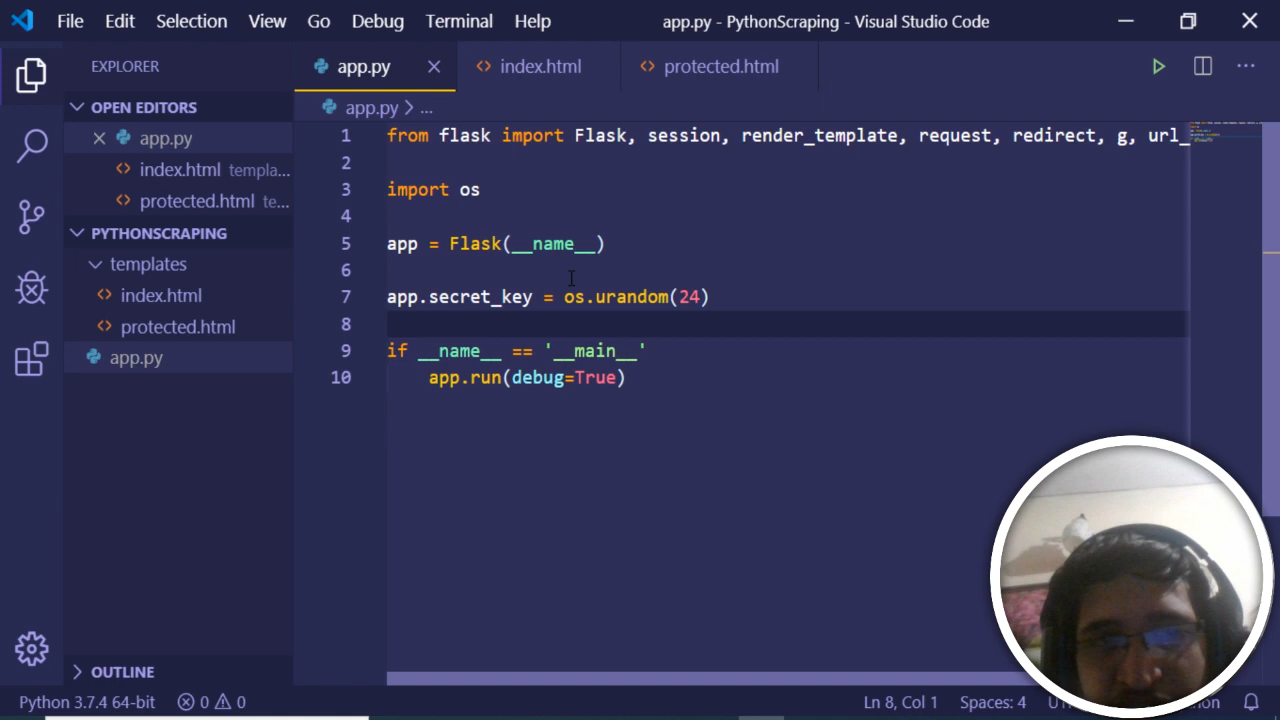 File Edit Selection View Go Debug Terminal Help app.py - PythonScraping - Visual Studio Code
EXPLORER
OPEN EDITORS
app.py
index.html templa...
protected.html te...
PYTHONSCRAPING
templates
index.html
protected.html
app.py
OUTLINE
app.py index.html protected.html
app.py > ...
1 from flask import Flask, session, render_template, request, redirect, g, url_
2
3 import os
4
5 app = Flask(__name__)
6
7 app.secret_key = os.urandom(24)
8
9 if __name__ == '__main__'
10 app.run(debug=True)
Python 3.7.4 64-bit 0 0 Ln 8, Col 1 Spaces: 4